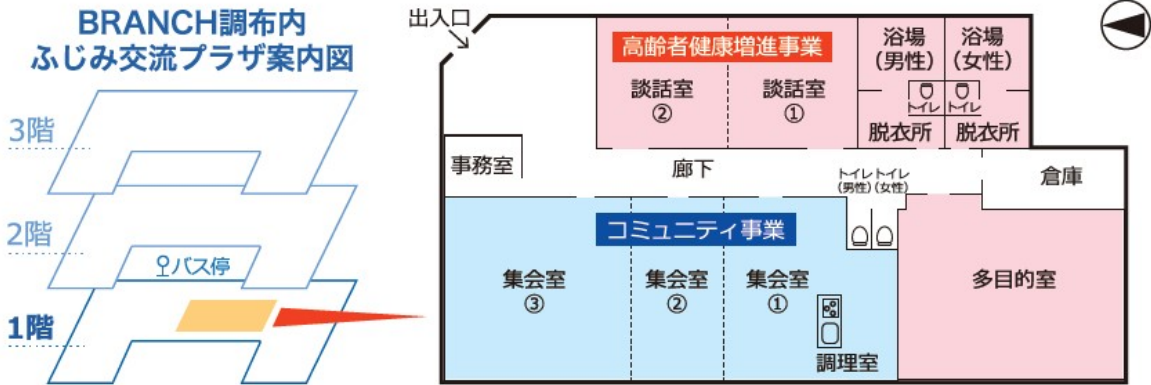 BRANCH調布内
ふじみ交流プラザ案内図
3階
2階
バス停
1階
出入口
高齢者健康増進事業
談話室
②
談話室
①
浴場
(男性)
浴場
(女性)
トイレ
トイレ
脱衣所
脱衣所
事務室
廊下
トイレ
(男性)
トイレ
(女性)
倉庫
コミュニティ事業
集会室
③
集会室
②
集会室
①
調理室
多目的室